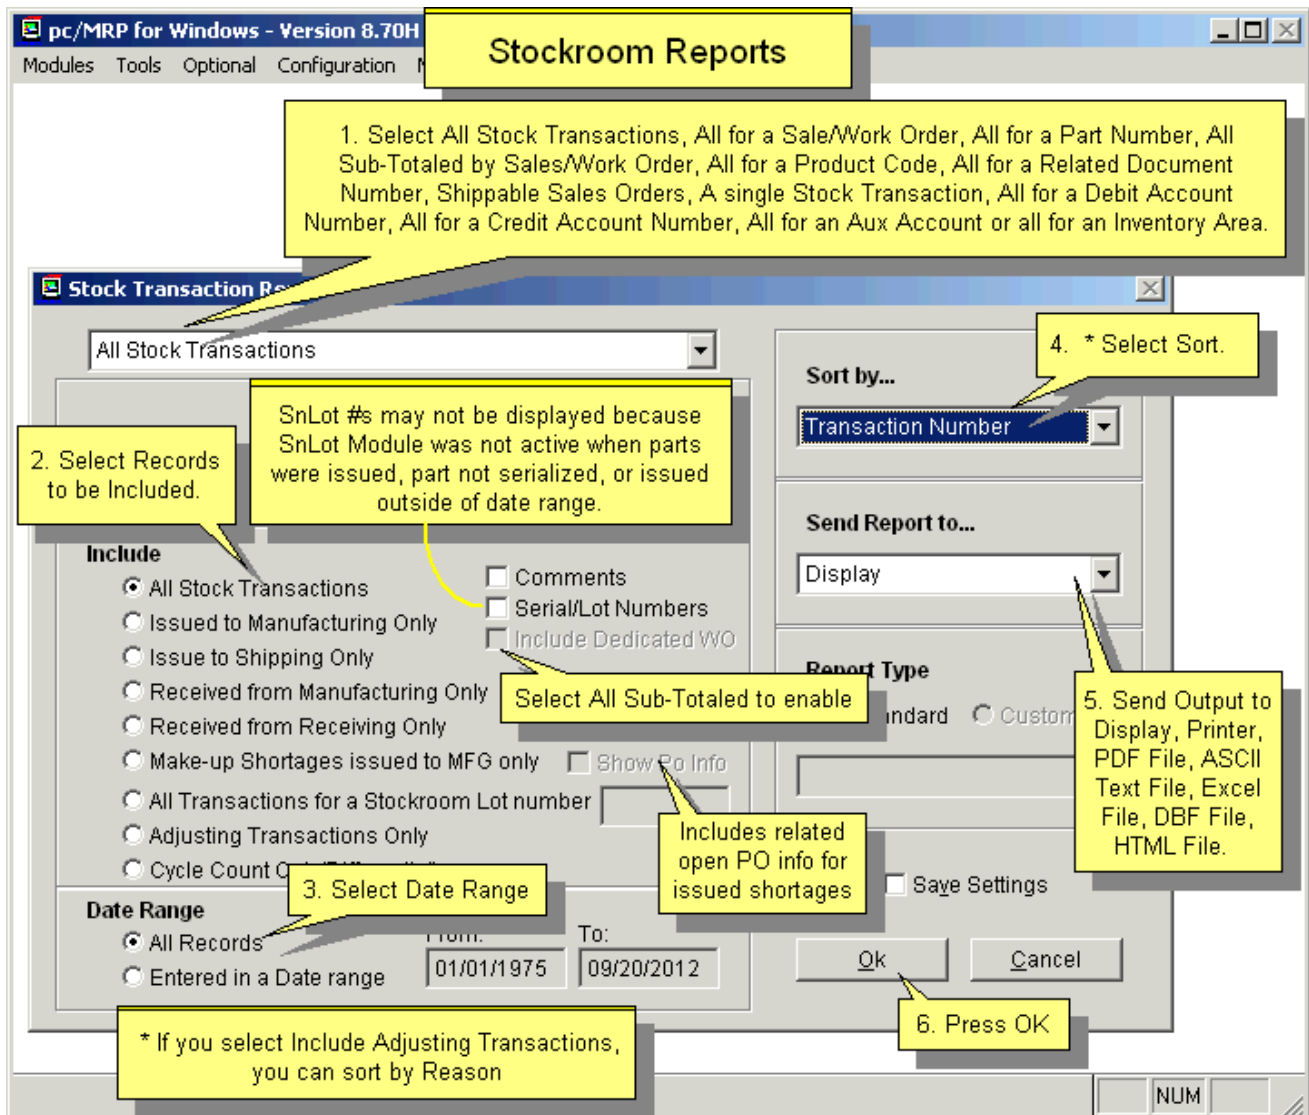 pc/MRP for Windows - Version 8.70H
Stockroom Reports
Modules Tools Optional Configuration
1. Select All Stock Transactions, All for a Sale/Work Order, All for a Part Number, All
Sub-Totaled by Sales/Work Order, All for a Product Code, All for a Related Document
Number, Shippable Sales Orders, A single Stock Transaction, All for a Debit Account
Number, All for a Credit Account Number, All for an Aux Account or all for an Inventory Area.
Stock Transaction
All Stock Transactions
4. * Select Sort.
Sort by...
Transaction Number
SnLot #s may not be displayed because
SnLot Module was not active when parts
were issued, part not serialized, or issued
outside of date range.
2. Select Records
to be Included.
Send Report to...
Display
Include
All Stock Transactions
Issued to Manufacturing Only
Issue to Shipping Only
Received from Manufacturing Only
Received from Receiving Only
Make-up Shortages issued to MFG only
All Transactions for a Stockroom Lot number
Adjusting Transactions Only
Cycle Count
Comments
Serial/Lot Numbers
Include Dedicated WO
Select All Sub-Totaled to enable
Show Po Info
Includes related
open PO info for
issued shortages
Report Type
Custom
5. Send Output to
Display, Printer,
PDF File, ASCII
Text File, Excel
File, DBF File,
HTML File.
Save Settings
3. Select Date Range
Date Range
All Records
Entered in a Date range
From:
To:
01/01/1975
09/20/2012
Ok
Cancel
6. Press OK
* If you select Include Adjusting Transactions,
you can sort by Reason
NUM